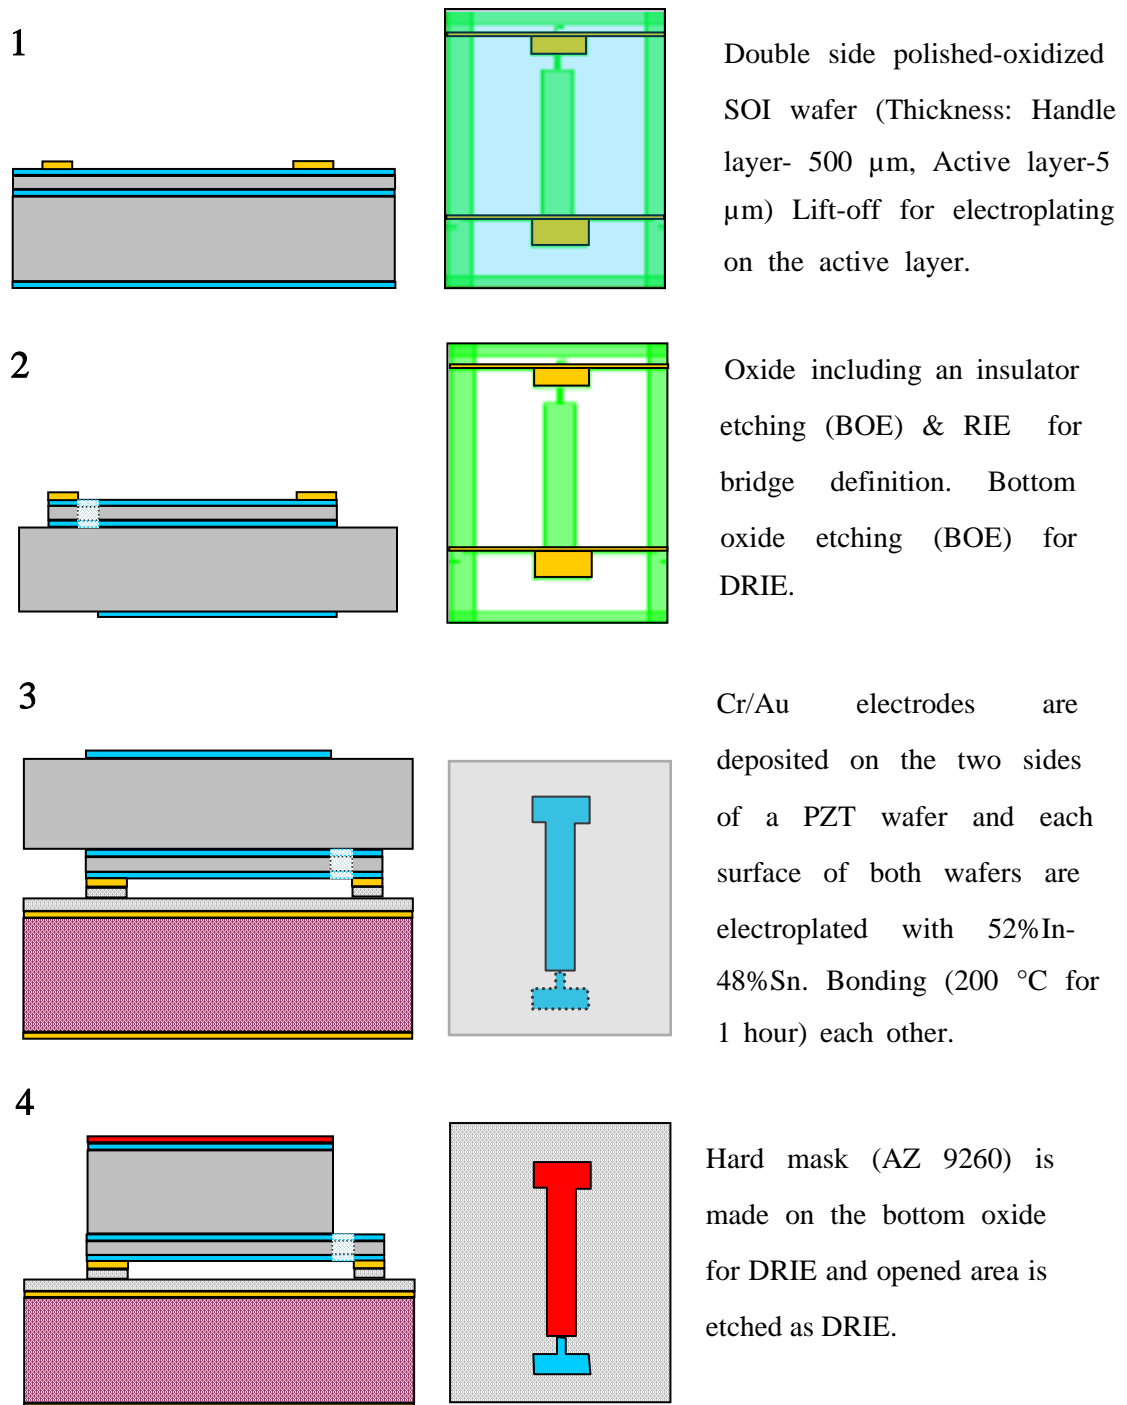 1
Double side polished-oxidized
SOI wafer (Thickness: Handle
layer- 500 µm, Active layer-5
µm) Lift-off for electroplating
on the active layer.
2
Oxide including an insulator
etching (BOE) & RIE for
bridge definition. Bottom
oxide etching (BOE) for
DRIE.
3
Cr/Au electrodes are
deposited on the two sides
of a PZT wafer and each
surface of both wafers are
electroplated with 52%In-
48%Sn. Bonding (200 °C for
1 hour) each other.
4
Hard mask (AZ 9260) is
made on the bottom oxide
for DRIE and opened area is
etched as DRIE.